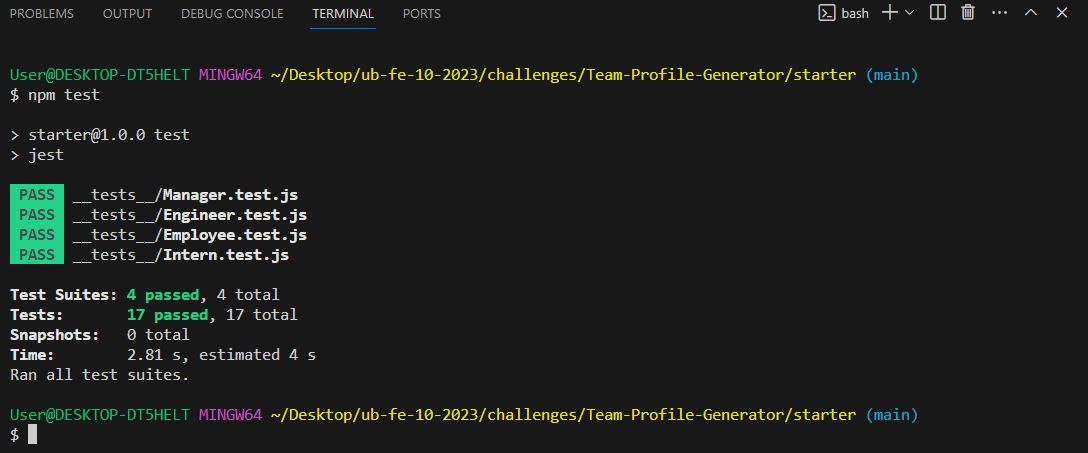 PROBLEMS OUTPUT DEBUG CONSOLE TERMINAL PORTS bash
User@DESKTOP-DT5HELT MINGW64 ~/Desktop/ub-fe-10-2023/challenges/Team-Profile-Generator/starter (main)
$ npm test
> starter@1.0.0 test
> jest
PASS __tests__/Manager.test.js
PASS __tests__/Engineer.test.js
PASS __tests__/Employee.test.js
PASS __tests__/Intern.test.js
Test Suites: 4 passed, 4 total
Tests: 17 passed, 17 total
Snapshots: 0 total
Time: 2.81 s, estimated 4 s
Ran all test suites.
User@DESKTOP-DT5HELT MINGW64 ~/Desktop/ub-fe-10-2023/challenges/Team-Profile-Generator/starter (main)
$